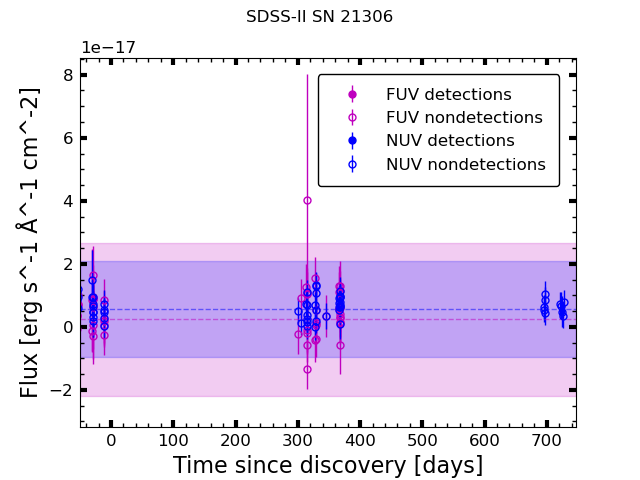 SDSS-II SN 21306
1e−17
8
6
4
2
0
−2
FUV detections
FUV nondetections
NUV detections
NUV nondetections
0 100 200 300 400 500 600 700
Time since discovery [days]
Flux [erg s^-1 Å^-1 cm^-2]